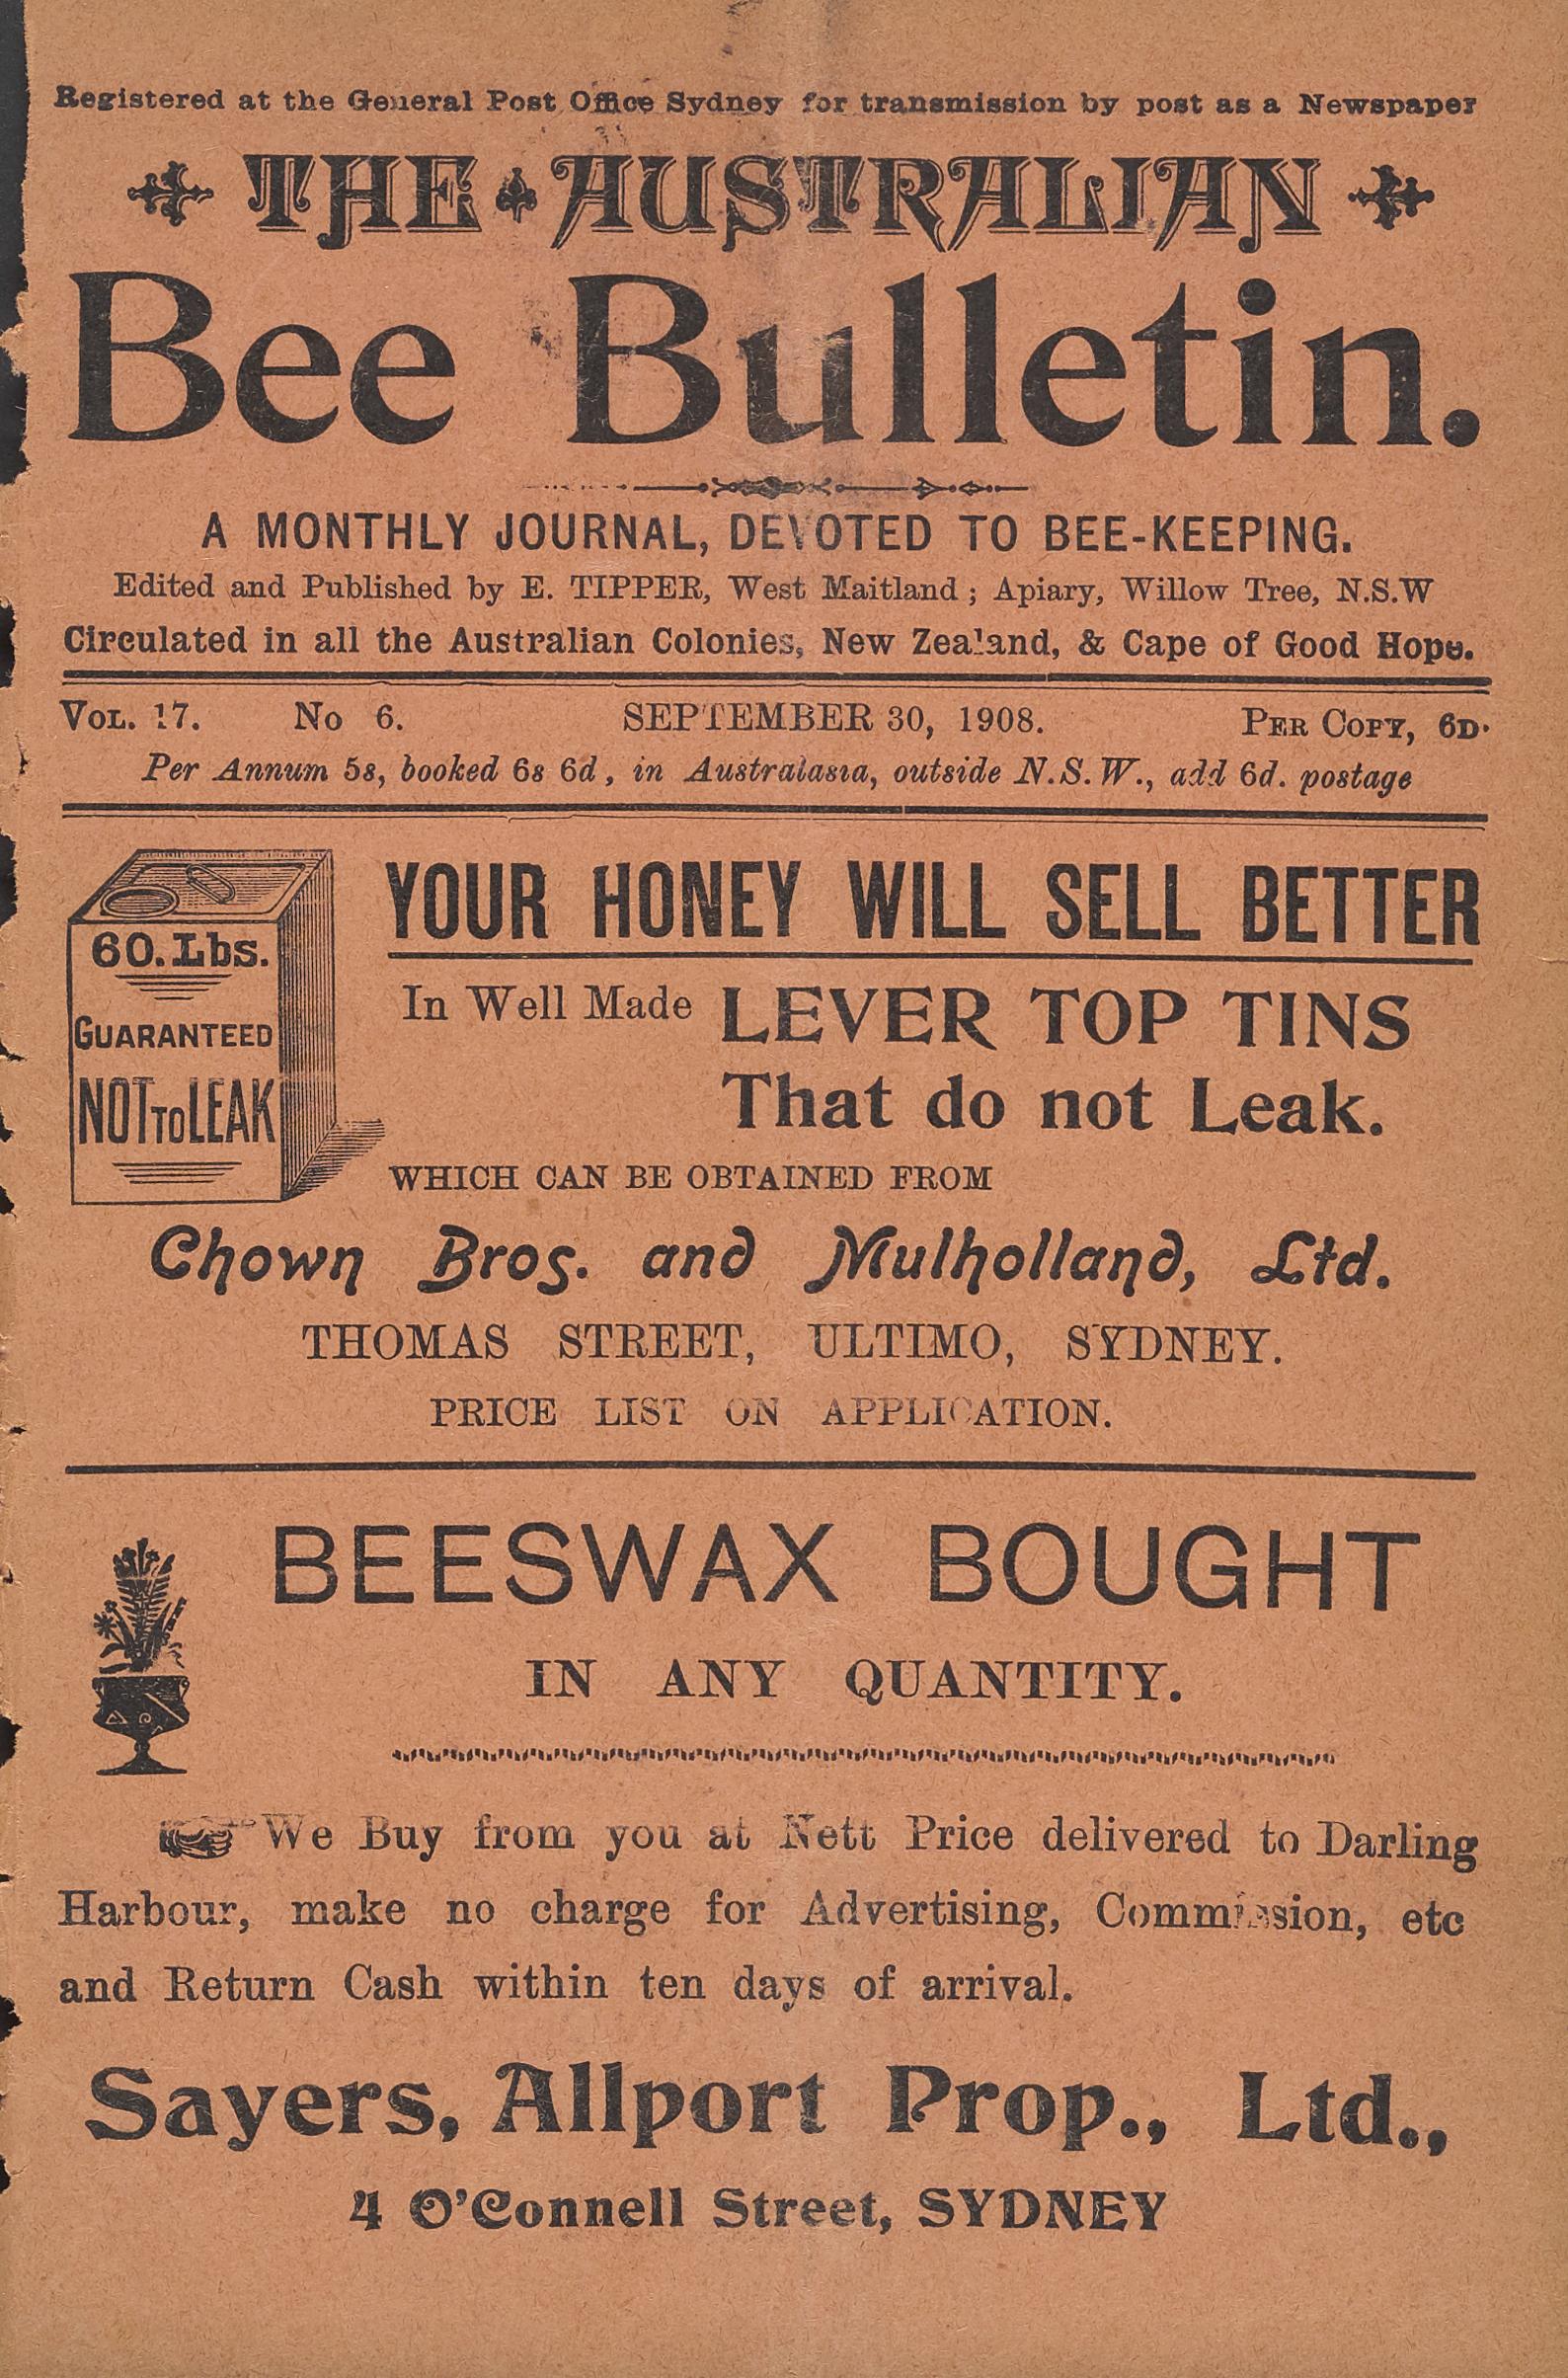 Registered at the General Post Office Sydney for transmission by post as a Newspaper
THE AUSTRALIAN
Bee Bulletin.
A MONTHLY JOURNAL, DEVOTED TO BEE-KEEPING.
Edited and Published by E. TIPPER, West Maitland ; Apiary, Willow Tree, N.S.W
Circulated in all the Australian Colonies, New Zealand, & Cape of Good Hope.
VOL. 17. No 6. SEPTEMBER 30, 1908. PER COPY, 6D.
Per Annum 5s, booked 6s 6d, in Australasia, outside N.S.W., add 6d. postage
60. Lbs.
GUARANTEED
NOT TO LEAK
YOUR HONEY WILL SELL BETTER
In Well Made LEVER TOP TINS
That do not Leak.
WHICH CAN BE OBTAINED FROM
Chown Bros. and Mulholland, Ltd.
THOMAS STREET, ULTIMO, SYDNEY.
PRICE LIST ON APPLICATION.
BEESWAX BOUGHT
IN ANY QUANTITY.
We Buy from you at Nett Price delivered to Darling
Harbour, make no charge for Advertising, Commission, etc
and Return Cash within ten days of arrival.
Sayers, Allport Prop., Ltd.,
4 O'Connell Street, SYDNEY